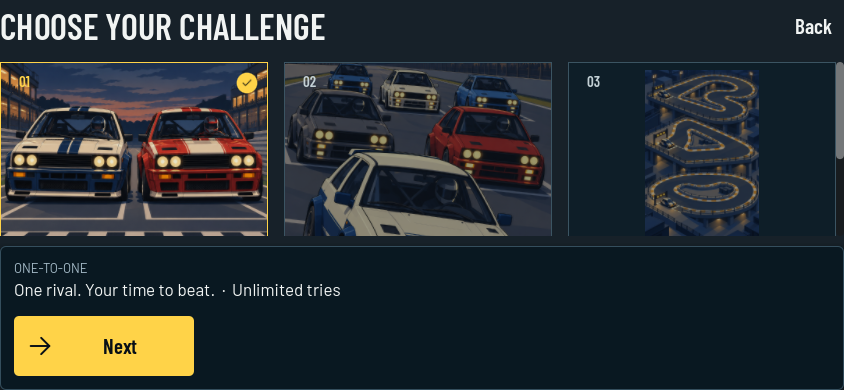 CHOOSE YOUR CHALLENGE
Back
01
02
03
ONE-TO-ONE
One rival. Your time to beat. · Unlimited tries
Next